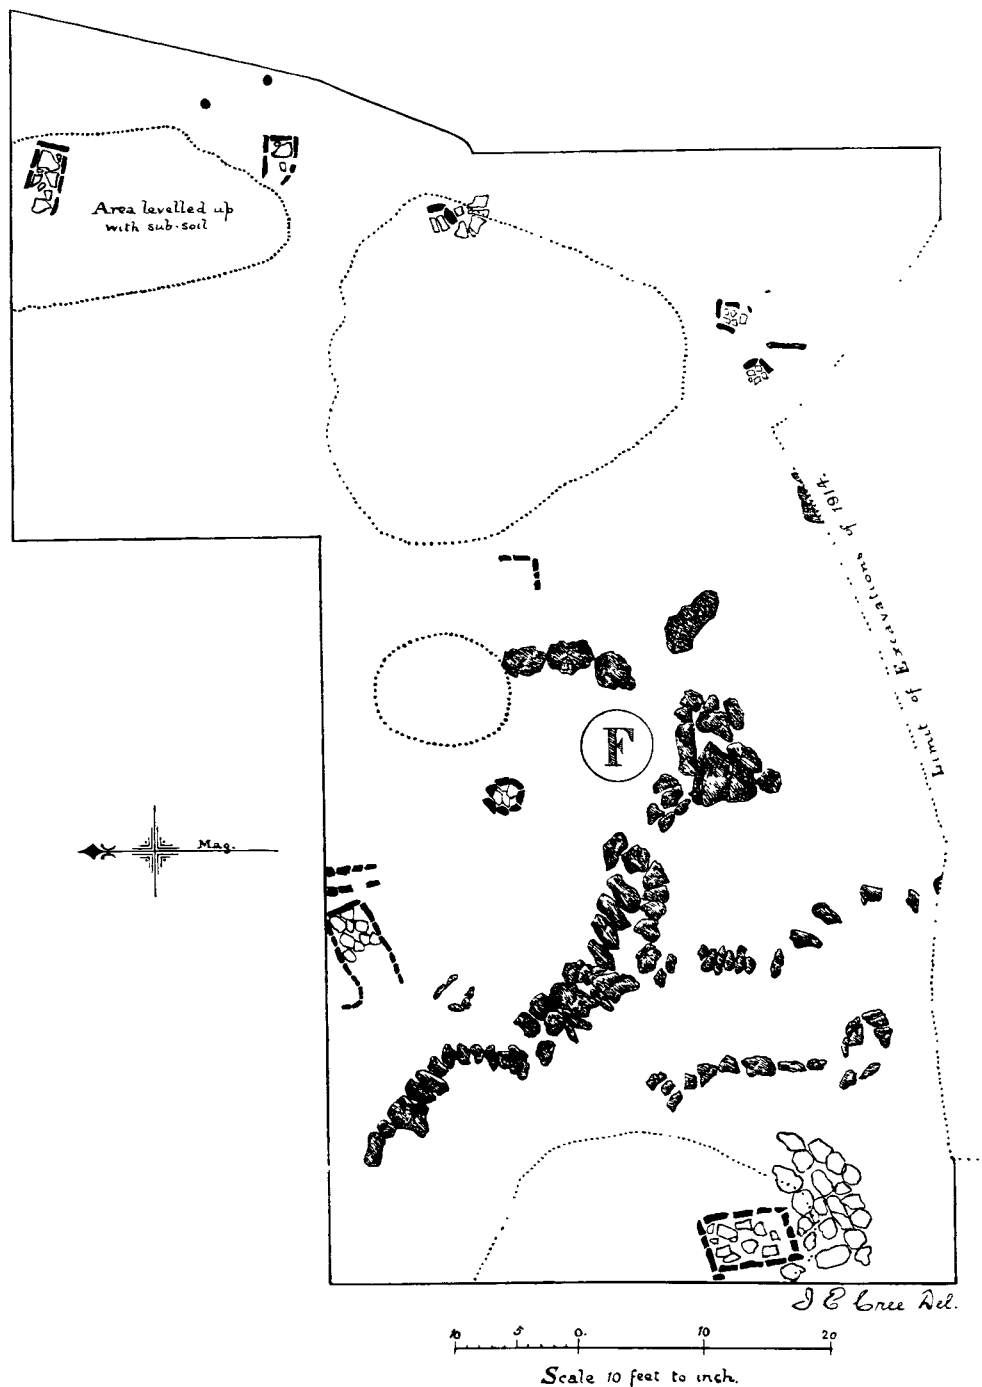 Area levelled up
with sub-soil
Limit of Excavations of 1914.
F
Mag.
J E Cree Del.
10 5 0. 10 20
Scale 10 feet to inch.